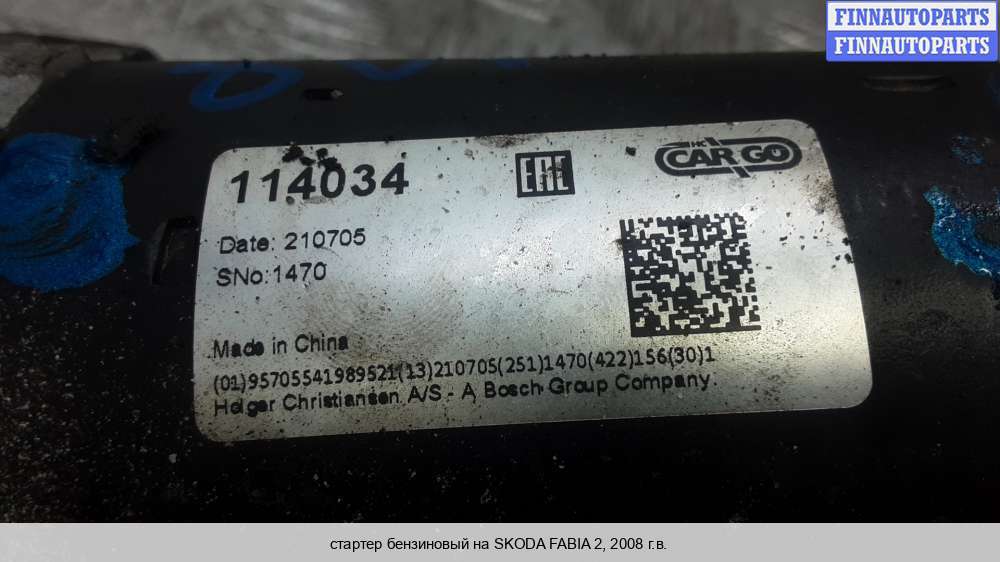 FINNAUTOPARTS
FINNAUTOPARTS
114034
EAC
HC
CARGO
Date: 210705
SNo:1470
Made in China
(01)95705541989521(13)210705(251)1470(422)156(30)1
Holger Christiansen A/S - A Bosch Group Company.
стартер бензиновый на SKODA FABIA 2, 2008 г.в.